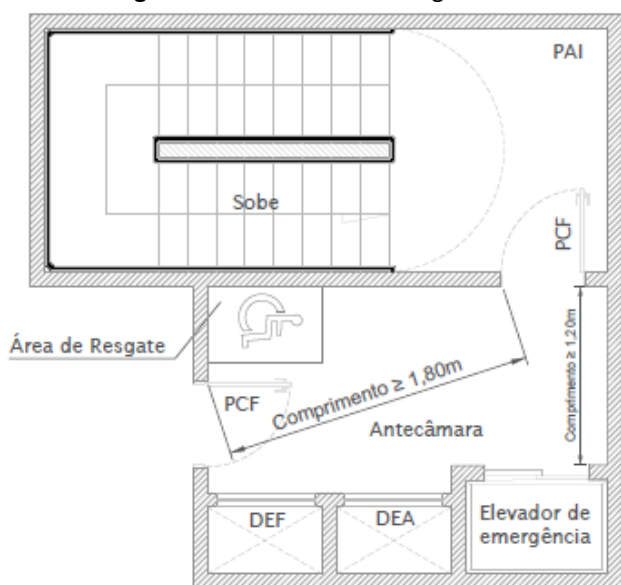 PAI
Sobe
PCF
Área de Resgate
Comprimento ≥ 1,20m
PCF
Comprimento ≥ 1,80m
Antecâmara
DEF
DEA
Elevador de
emergência